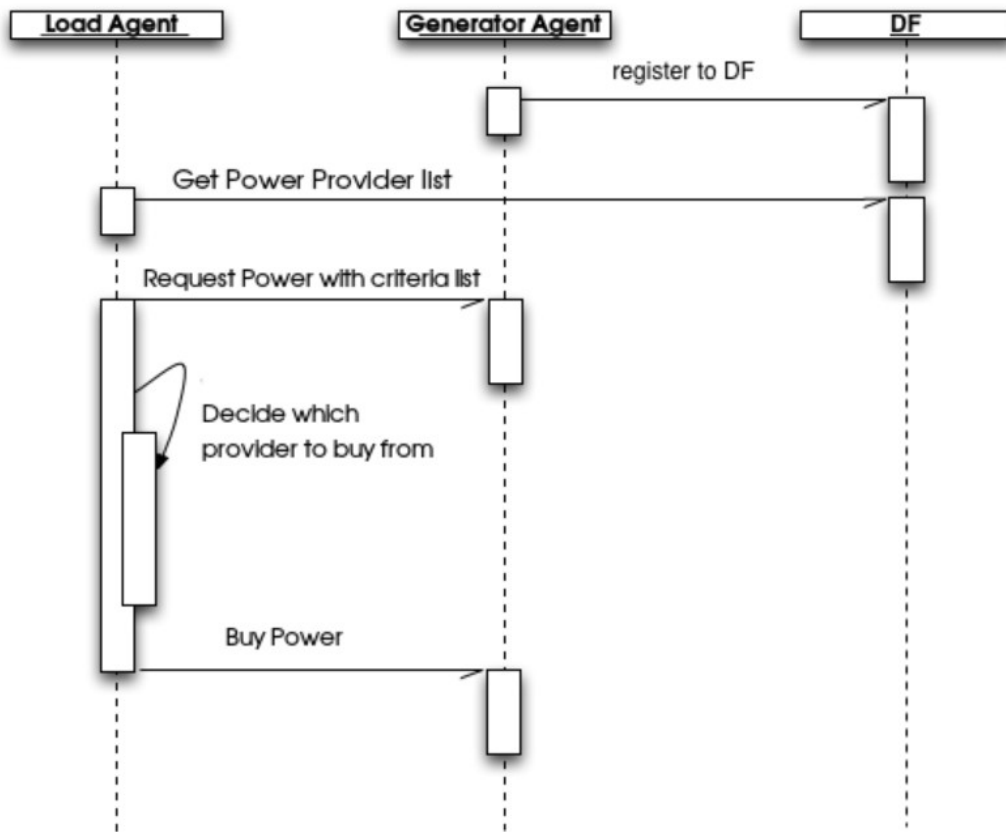 Load Agent
Generator Agent
DF
register to DF
Get Power Provider list
Request Power with criteria list
Decide which
provider to buy from
Buy Power